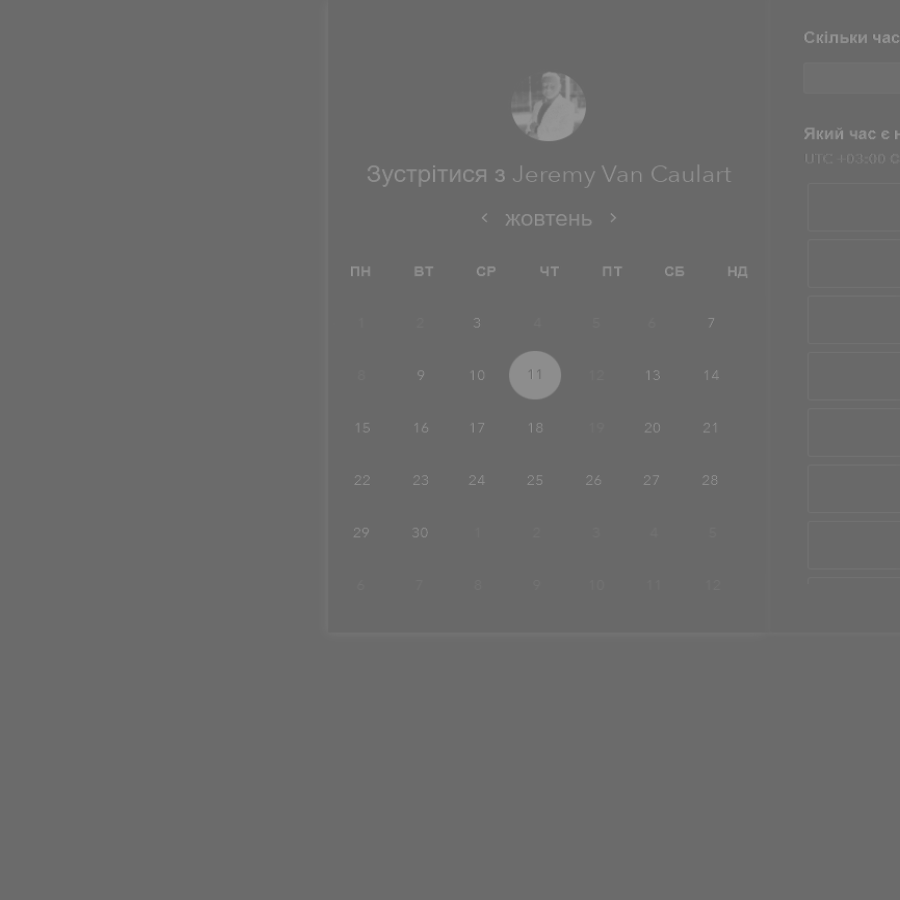 Скільки час
Який час є н
UTC +03:00 С
Зустрітися з Jeremy Van Caulart
жовтень
ПН ВТ СР ЧТ ПТ СБ НД
1 2 3 4 5 6 7
8 9 10 11 12 13 14
15 16 17 18 19 20 21
22 23 24 25 26 27 28
29 30 1 2 3 4 5
6 7 8 9 10 11 12